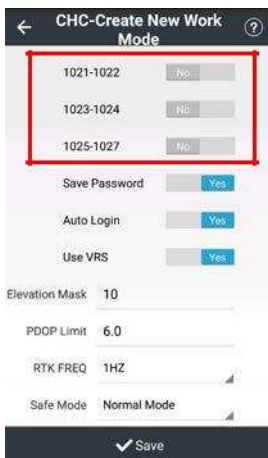 CHC-Create New Work
Mode
?
1021-1022 No
1023-1024 No
1025-1027 No
Save Password Yes
Auto Login Yes
Use VRS Yes
Elevation Mask 10
PDOP Limit 6.0
RTK FREQ 1HZ
Safe Mode Normal Mode
Save